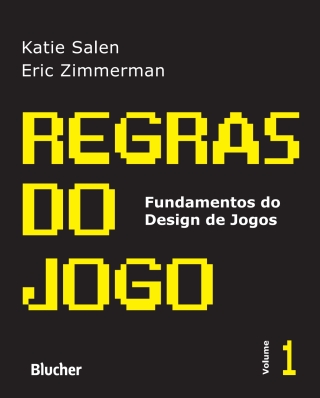 Katie Salen
Eric Zimmerman
REGRAS
DO
JOGO
Fundamentos do
Design de Jogos
Blucher
Volume 1